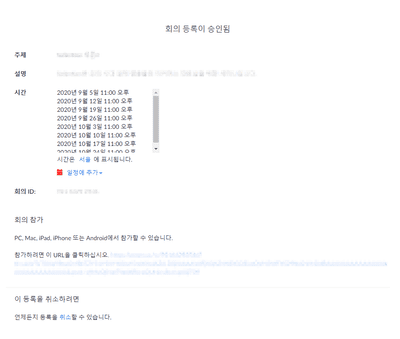 회의 등록이 승인됨
주제
설명
시간 2020년 9월 5일 11:00 오후
2020년 9월 12일 11:00 오후
2020년 9월 19일 11:00 오후
2020년 9월 26일 11:00 오후
2020년 10월 3일 11:00 오후
2020년 10월 10일 11:00 오후
2020년 10월 17일 11:00 오후
2020년 10월 24일 11:00 오후
시간은 서울 에 표시됩니다.
일정에 추가
회의 ID:
회의 참가
PC, Mac, iPad, iPhone 또는 Android에서 참가할 수 있습니다.
참가하려면 이 URL을 클릭하십시오.
이 등록을 취소하려면
언제든지 등록을 취소할 수 있습니다.